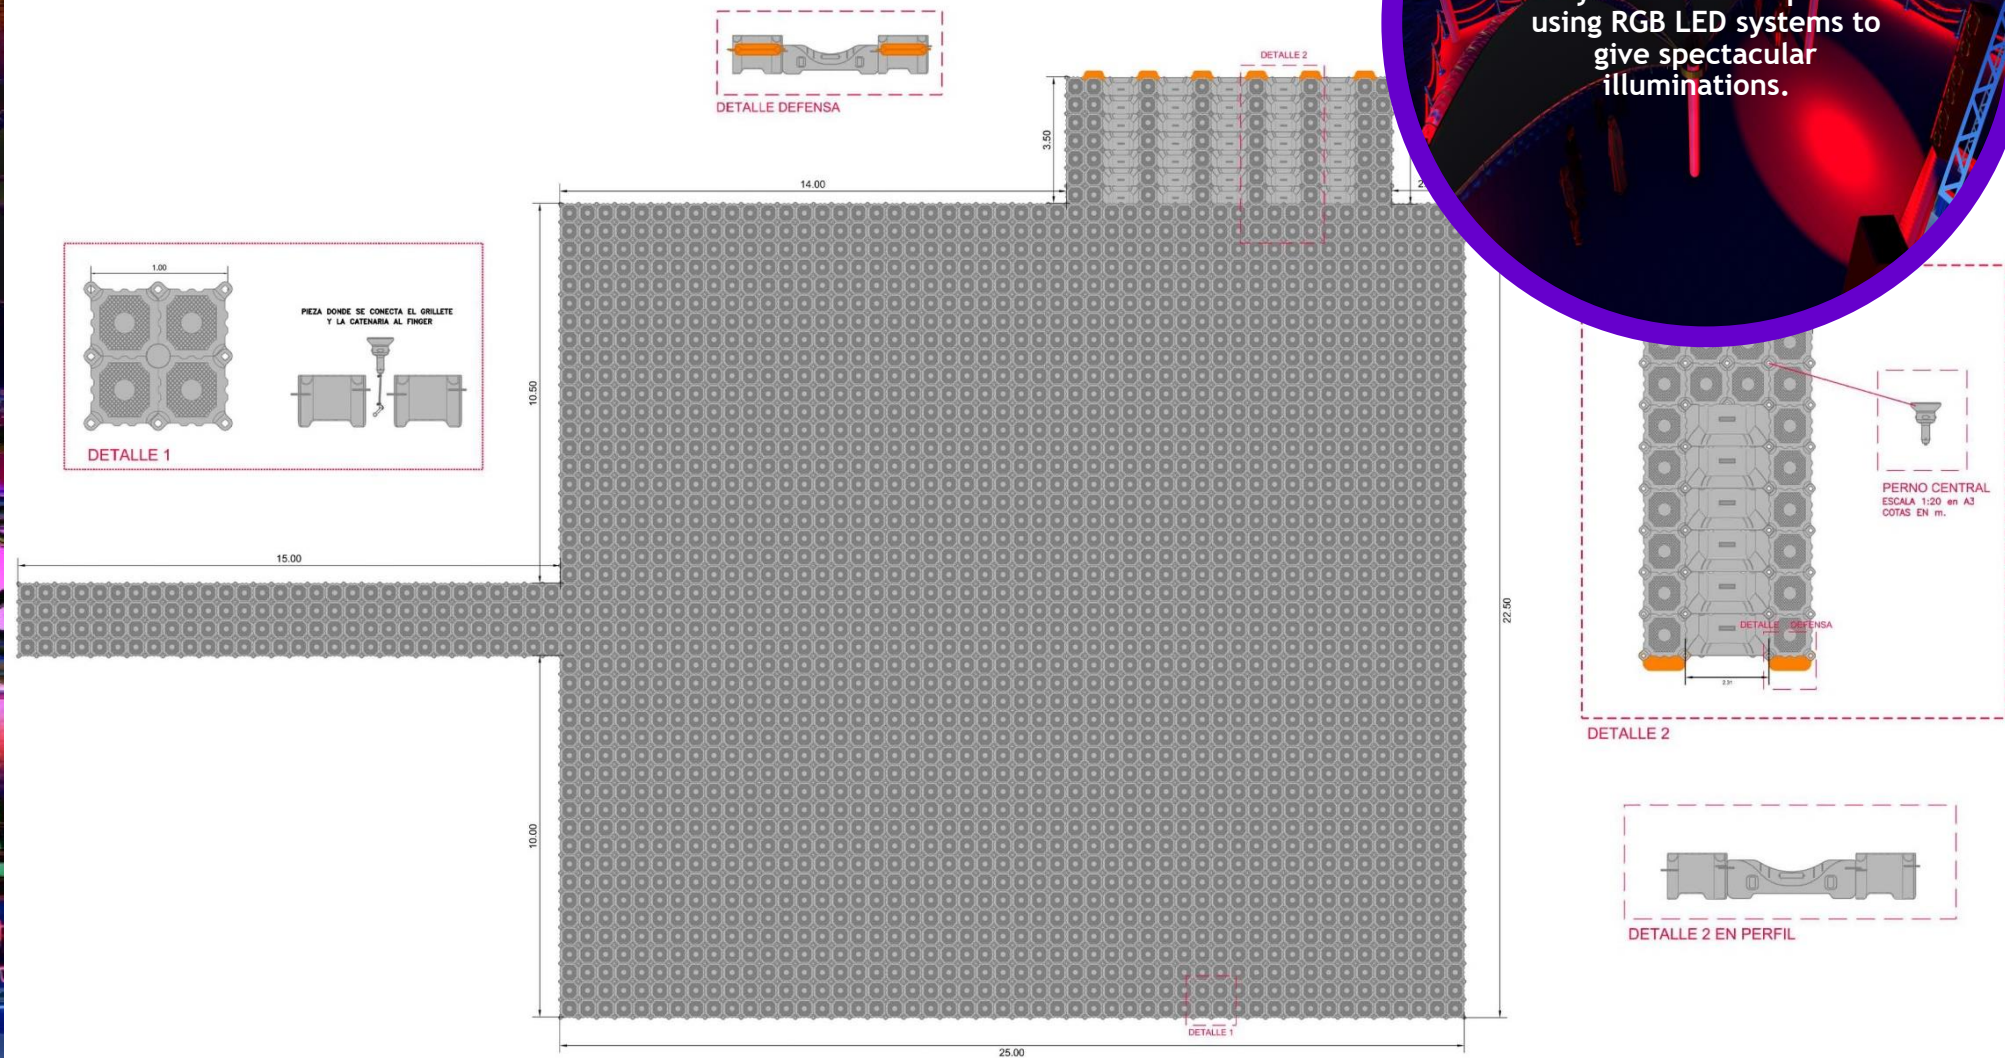 using RGB LED systems to
give spectacular
illuminations.
DETALLE DEFENSA
DETALLE 2
3.50
14.00
1.00
PIEZA DONDE SE CONECTA EL GRILLETE
Y LA CATENARIA AL FINGER
DETALLE 1
10.50
15.00
22.50
10.00
DETALLE 1
25.00
PERNO CENTRAL
ESCALA 1:20 en A3
COTAS EN m.
DETALLE DEFENSA
DETALLE 2
DETALLE 2 EN PERFIL